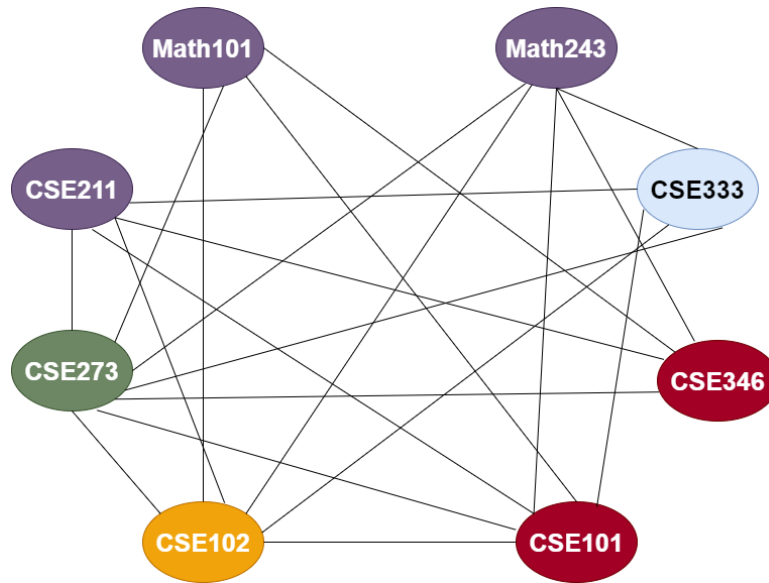 Math101
Math243
CSE211
CSE333
CSE273
CSE346
CSE102
CSE101